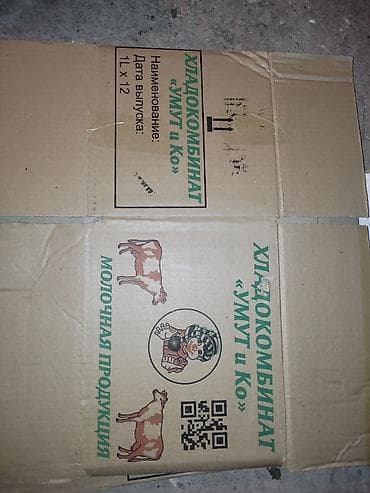 ХЛАДОКОМБИНАТ
«УМУТ и Ко»
Наименование:
Дата выпуска:
1L x 12
ХЛАДОКОМБИНАТ
«УМУТ и Ко»
МОЛОЧНАЯ ПРОДУКЦИЯ